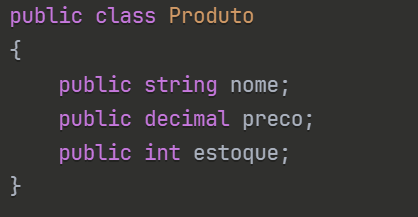 public class Produto
{
    public string nome;
    public decimal preco;
    public int estoque;
}